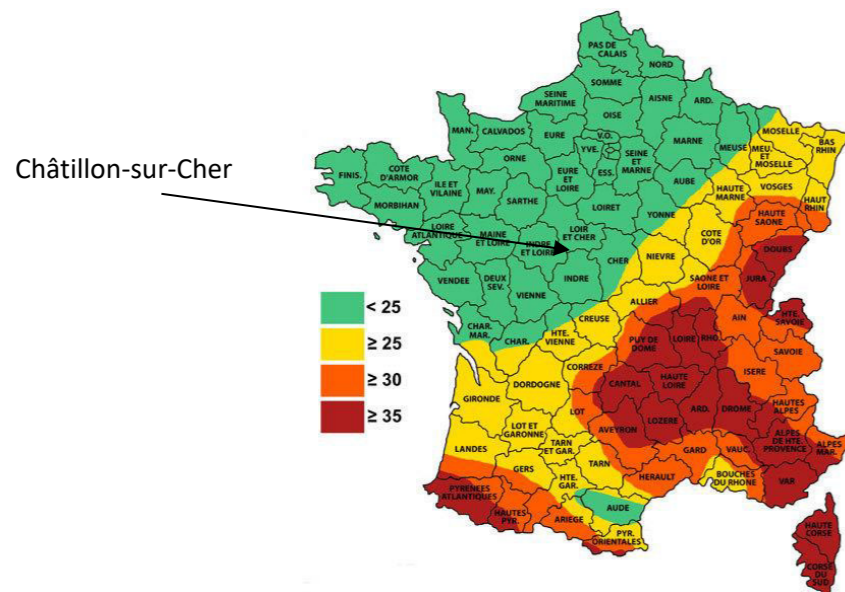 Châtillon-sur-Cher
PAS DE
CALAIS
NORD
SOMME
SEINE
MARITIME
AISNE
ARD.
OISE
MAN.
CALVADOS
EURE
V.O.
YVE.
ESS.
SEINE
ET
MARNE
MARNE
MEUSE
MOSELLE
MEU.
ET
MOSELLE
BAS
RHIN
FINIS.
COTE
D'ARMOR
ILE ET
VILAINE
MAY.
ORNE
EURE
ET
LOIRE
AUBE
HAUTE
MARNE
VOSGES
HAUT
RHIN
MORBIHAN
SARTHE
LOIRET
YONNE
HAUTE
SAONE
LOIRE
ATLANTIQUE
MAINE
ET LOIRE
INDRE
ET LOIRE
LOIR
ET CHER
CHER
NIEVRE
COTE
D'OR
DOUBS
JURA
VENDEE
DEUX
SEV.
VIENNE
INDRE
SAONE ET
LOIRE
ALLIER
CHAR.
MAR.
CHAR.
HTE.
VIENNE
CREUSE
PUY DE
DOME
LOIRE
RHO.
AIN
HTE.
SAVOIE
SAVOIE
ISERE
GIRONDE
DORDOGNE
CORREZE
CANTAL
HAUTE
LOIRE
ARD.
DROME
HAUTES
ALPES
LOT
LOT ET
GARONNE
AVEYRON
LOZERE
GARD
VAUC.
ALPES
DE HTE.
PROVENCE
ALPES
MAR.
LANDES
TARN
ET GAR.
TARN
GERS
HTE.
GAR.
HERAULT
BOUCHES
DU RHONE
VAR
PYRENEES
ATLANTIQUES
HAUTES
PYR.
ARIEGE
AUDE
PYR.
ORIENTALES
HAUTE
CORSE
CORSE
DU
SUD
< 25
≥ 25
≥ 30
≥ 35